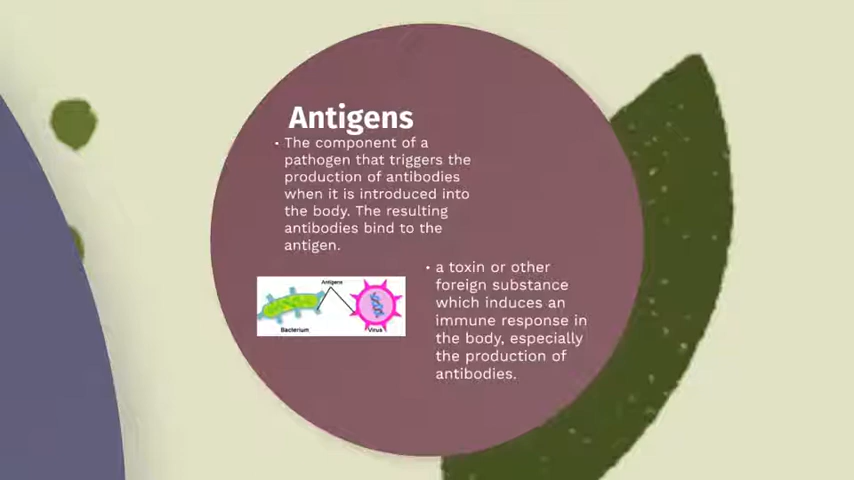 Antigens
• The component of a
pathogen that triggers the
production of antibodies
when it is introduced into
the body. The resulting
antibodies bind to the
antigen.
Antigens
Bacterium
Virus
• a toxin or other
foreign substance
which induces an
immune response in
the body, especially
the production of
antibodies.